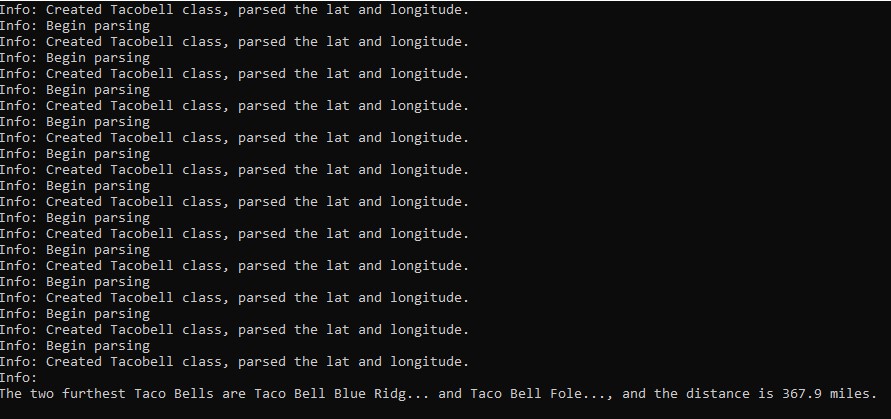 Info: Created Tacobell class, parsed the lat and longitude.
Info: Begin parsing
Info: Created Tacobell class, parsed the lat and longitude.
Info: Begin parsing
Info: Created Tacobell class, parsed the lat and longitude.
Info: Begin parsing
Info: Created Tacobell class, parsed the lat and longitude.
Info: Begin parsing
Info: Created Tacobell class, parsed the lat and longitude.
Info: Begin parsing
Info: Created Tacobell class, parsed the lat and longitude.
Info: Begin parsing
Info: Created Tacobell class, parsed the lat and longitude.
Info: Begin parsing
Info: Created Tacobell class, parsed the lat and longitude.
Info: Begin parsing
Info: Created Tacobell class, parsed the lat and longitude.
Info: Begin parsing
Info: Created Tacobell class, parsed the lat and longitude.
Info: Begin parsing
Info: Created Tacobell class, parsed the lat and longitude.
Info: Begin parsing
Info: Created Tacobell class, parsed the lat and longitude.
Info:
The two furthest Taco Bells are Taco Bell Blue Ridg... and Taco Bell Fole..., and the distance is 367.9 miles.